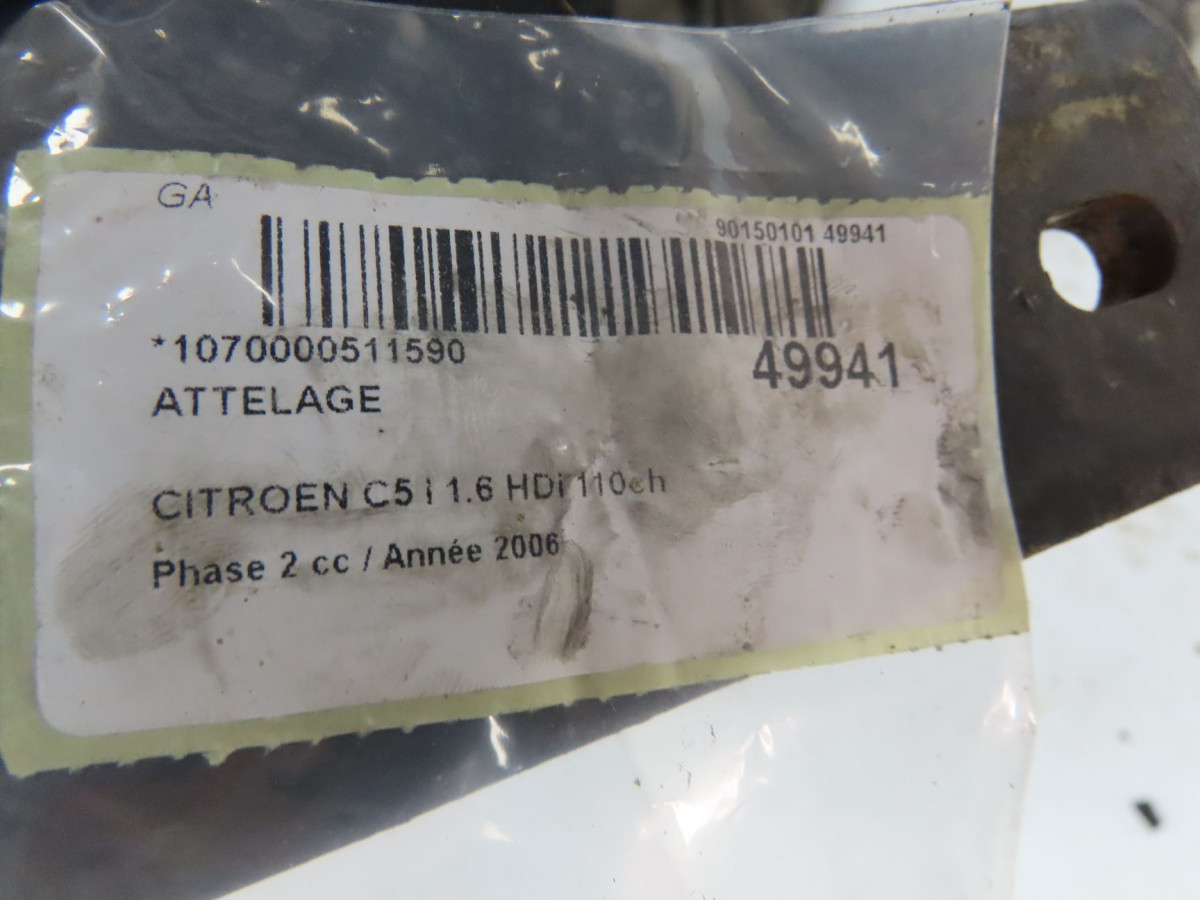 GA
90150101 49941
*1070000511590
49941
ATTELAGE
CITROEN C5 I 1.6 HDi 110ch
Phase 2 cc / Année 2006